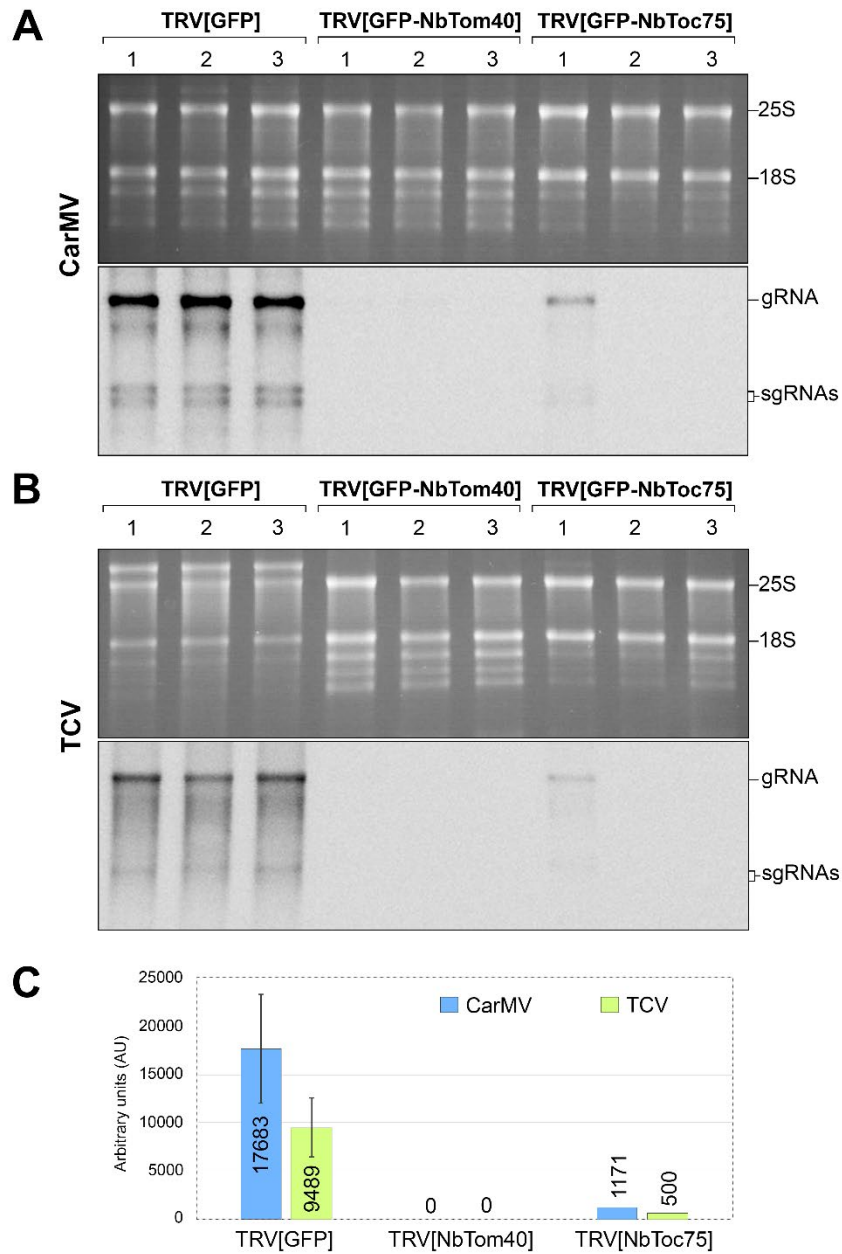 A
TRV[GFP] TRV[GFP-NbTom40] TRV[GFP-NbToc75]
1 2 3 1 2 3 1 2 3
25S
18S
CarMV
gRNA
sgRNAs
B
TRV[GFP] TRV[GFP-NbTom40] TRV[GFP-NbToc75]
1 2 3 1 2 3 1 2 3
25S
18S
TCV
gRNA
sgRNAs
C
Arbitrary units (AU)
25000
20000
15000
10000
5000
0
CarMV TCV
17683 9489 0 0 1171 500
TRV[GFP] TRV[NbTom40] TRV[NbToc75]